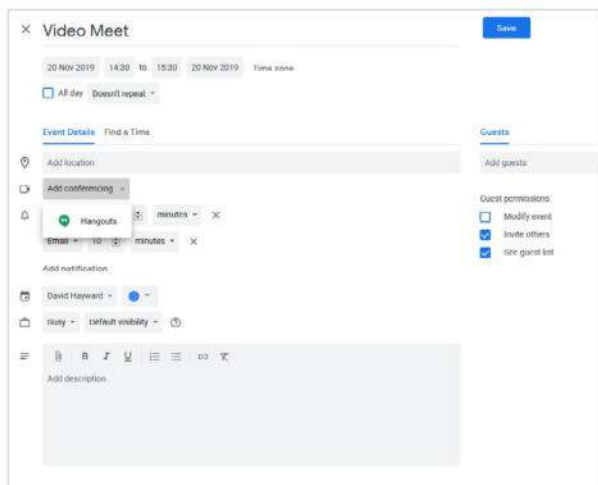 Video Meet
Save
20 Nov 2019 14:30 to 15:30 20 Nov 2019 Time zone
All day Doesn't repeat
Event Details Find a Time
Guests
Add location
Add guests
Add conferencing
Guest permissions
Hangouts
minutes
Modify event
Invite others
Email 10 minutes
See guest list
Add notification
David Hayward
Busy Default visibility
B I U
Add description